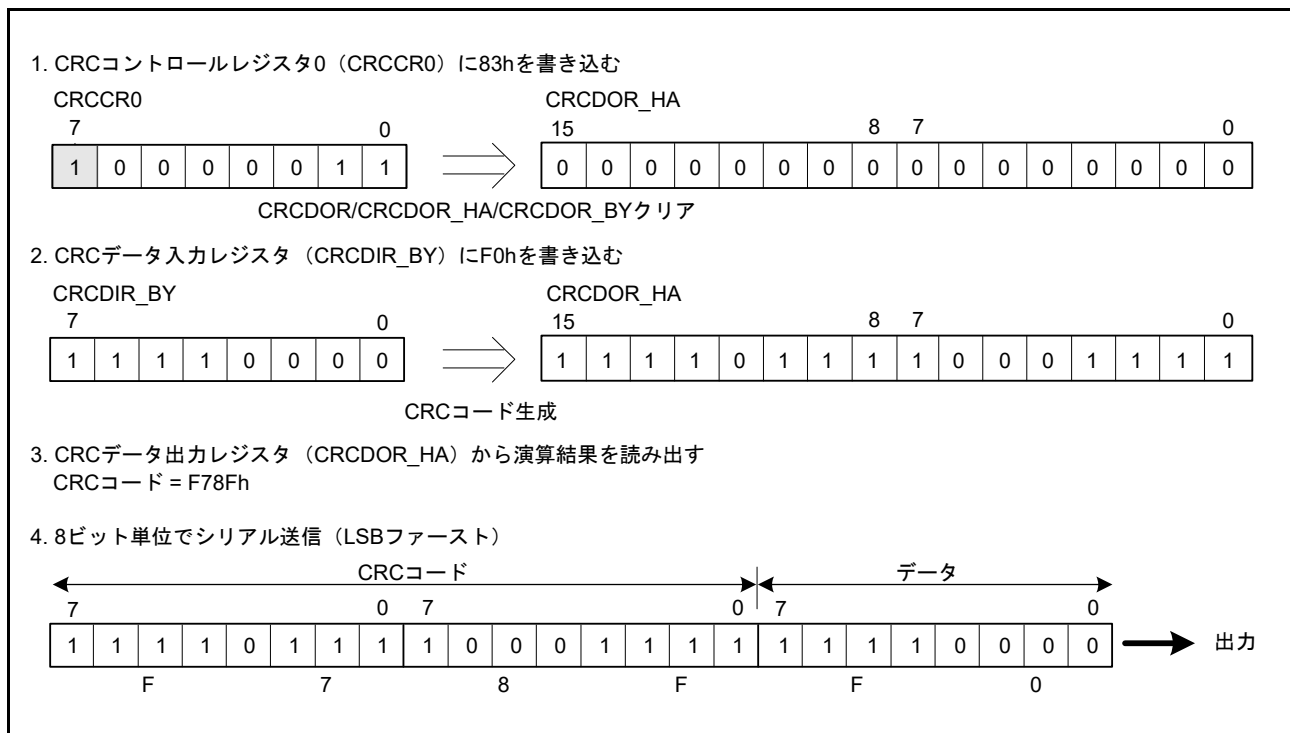 1. CRCコントロールレジスタ0（CRCCR0）に83hを書き込む
CRCCR0 CRCDOR_HA
7 0 15 8 7 0
1 0 0 0 0 0 1 1 0 0 0 0 0 0 0 0 0 0 0 0 0 0 0 0
CRCDOR/CRCDOR_HA/CRCDOR_BYクリア
2. CRCデータ入力レジスタ（CRCDIR_BY）にF0hを書き込む
CRCDIR_BY CRCDOR_HA
7 0 15 8 7 0
1 1 1 1 0 0 0 0 1 1 1 1 0 1 1 1 1 0 0 0 1 1 1 1
CRCコード生成
3. CRCデータ出力レジスタ（CRCDOR_HA）から演算結果を読み出す
CRCコード = F78Fh
4. 8ビット単位でシリアル送信（LSBファースト）
CRCコード データ
7 0 7 0 7 0
1 1 1 1 0 1 1 1 1 0 0 0 1 1 1 1 1 1 1 1 0 0 0 0 出力
F 7 8 F F 0